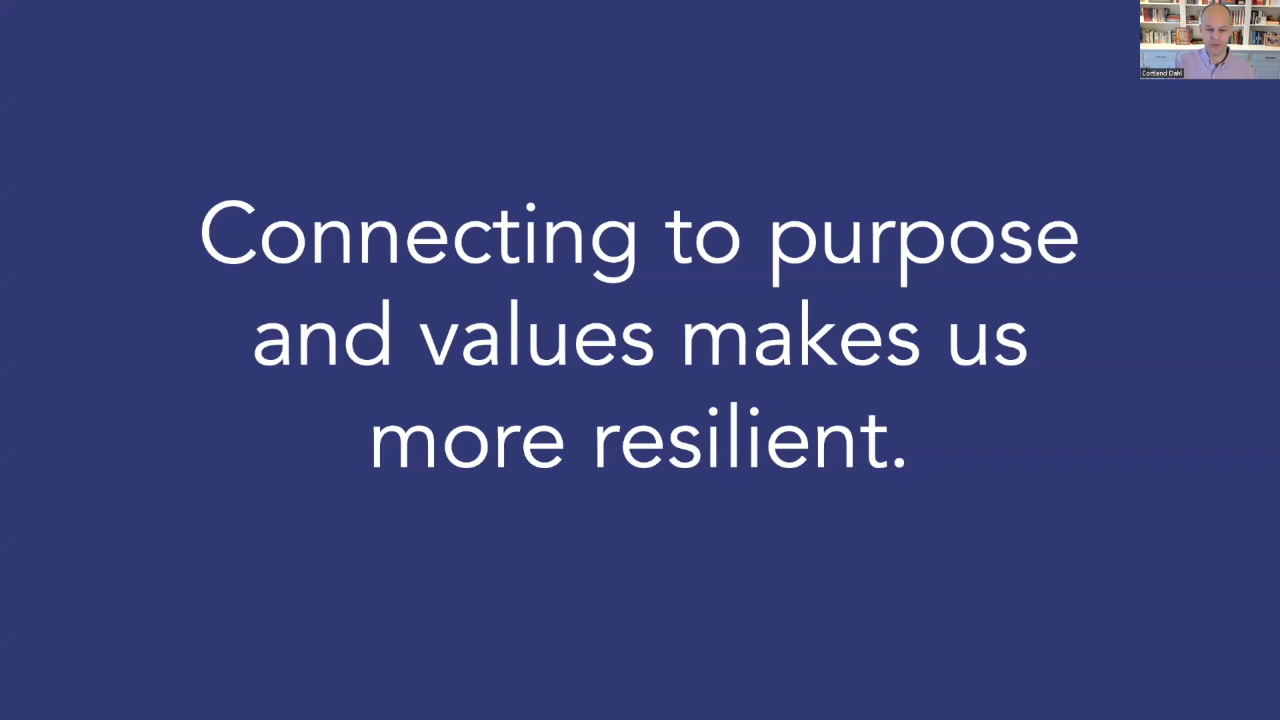 Cortland Dahl
Connecting to purpose
and values makes us
more resilient.